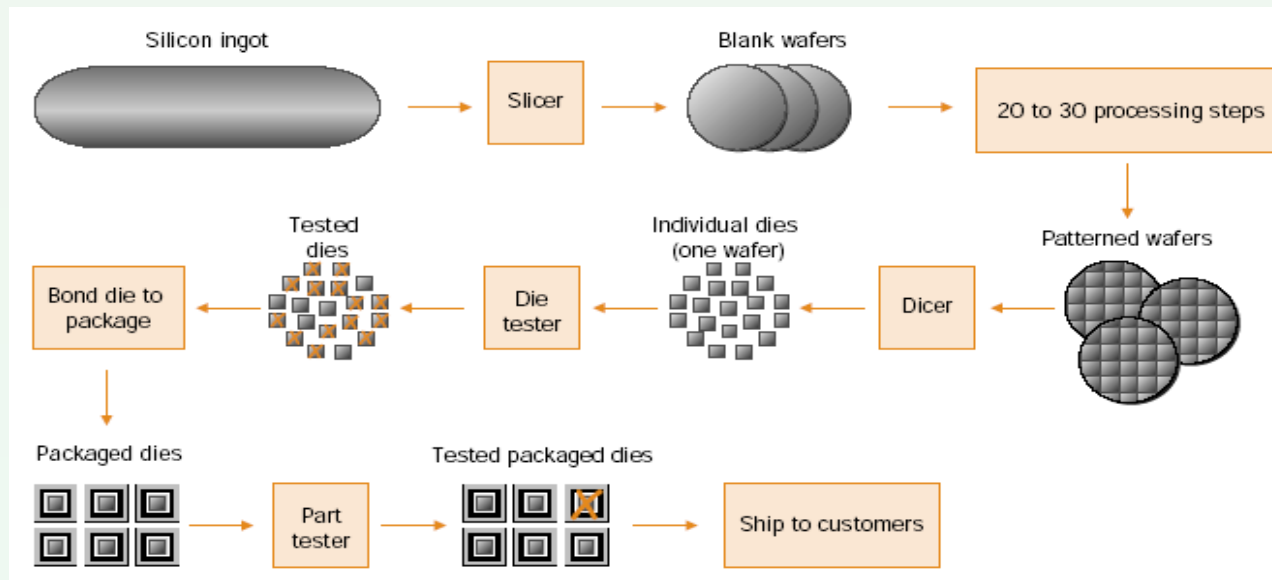 Silicon ingot
Slicer
Blank wafers
20 to 30 processing steps
Tested
dies
Individual dies
(one wafer)
Patterned wafers
Bond die to
package
Die
tester
Dicer
Packaged dies
Tested packaged dies
Part
tester
Ship to customers